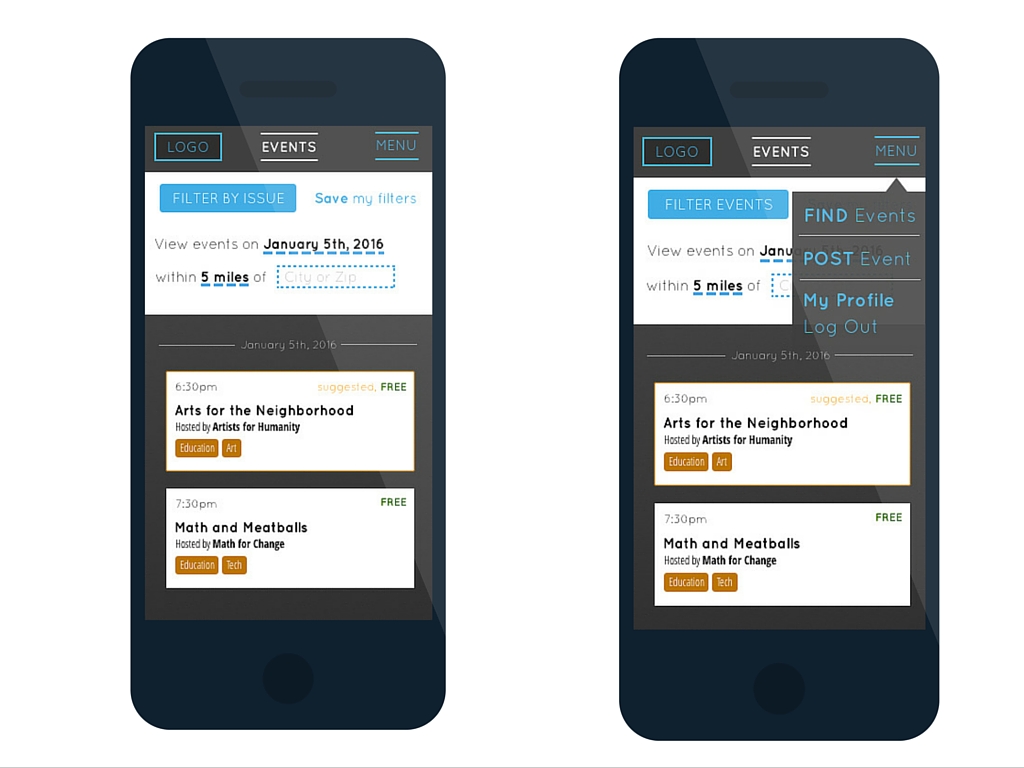 LOGO EVENTS MENU
FILTER BY ISSUE Save my filters
View events on January 5th, 2016
within 5 miles of City or Zip
January 5th, 2016
6:30pm suggested, FREE
Arts for the Neighborhood
Hosted by Artists for Humanity
Education Art
7:30pm FREE
Math and Meatballs
Hosted by Math for Change
Education Tech
LOGO EVENTS MENU
FILTER EVENTS
FIND Events
View events on January 5th, 2016
POST Event
within 5 miles of
My Profile
Log Out
January 5th, 2016
6:30pm suggested, FREE
Arts for the Neighborhood
Hosted by Artists for Humanity
Education Art
7:30pm FREE
Math and Meatballs
Hosted by Math for Change
Education Tech